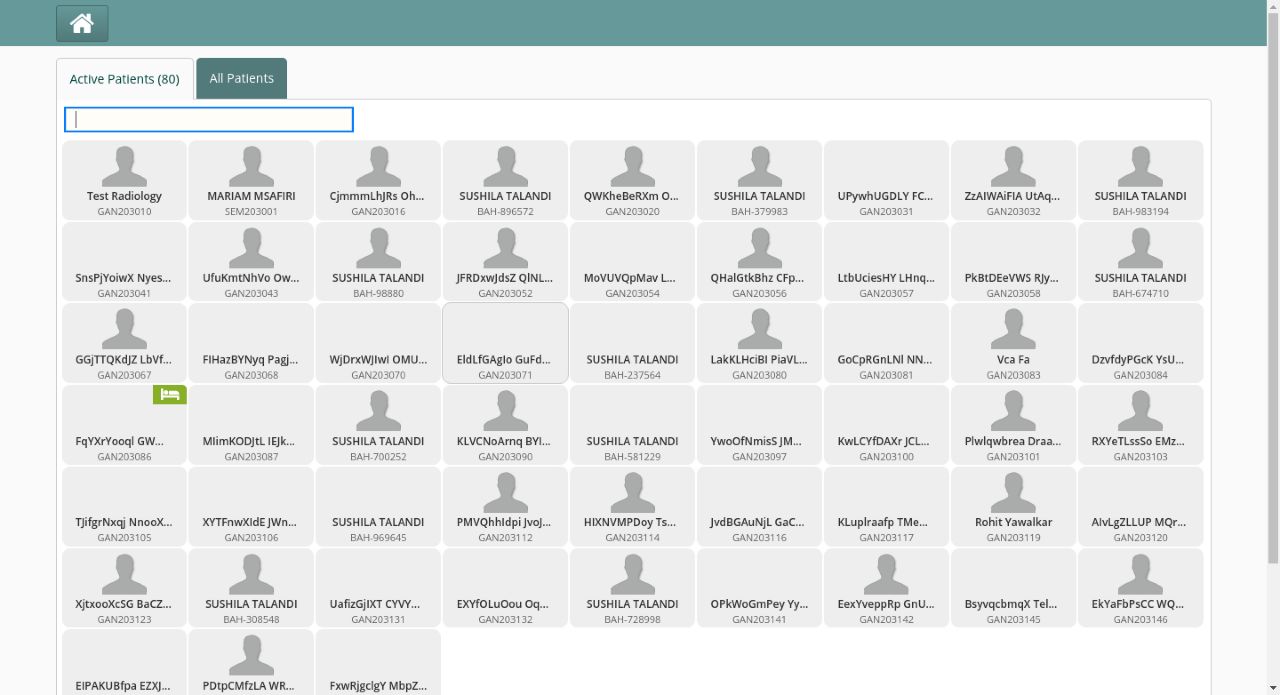 Active Patients (80)
All Patients
Test Radiology
GAN203010
MARIAM MSAFIRI
SEM203001
CjmmmLhJRs Oh...
GAN203016
SUSHILA TALANDI
BAH-896572
QWKheBeRXm O...
GAN203020
SUSHILA TALANDI
BAH-379983
UPywhUGDLY FC...
GAN203031
ZzAIWAiFIA UtAq...
GAN203032
SUSHILA TALANDI
BAH-983194
SnsPjYoiwX Nyes...
GAN203041
UfuKmtNhVo Ow...
GAN203043
SUSHILA TALANDI
BAH-98880
JFRDxwJdsZ QlNL...
GAN203052
MoVUVQpMav L...
GAN203054
QHalGtkBhz CFp...
GAN203056
LtbUciesHY LHnq...
GAN203057
PkBtDEeVWS RJy...
GAN203058
SUSHILA TALANDI
BAH-674710
GGjTTQKdJZ LbVf...
GAN203067
FIHazBYNyq Pagj...
GAN203068
WjDrxWJIwI OMU...
GAN203070
EldLfGAgIo GuFd...
GAN203071
SUSHILA TALANDI
BAH-237564
LakKLHciBI PiaVL...
GAN203080
GoCpRGnLNl NN...
GAN203081
Vca Fa
GAN203083
DzvfdyPGcK YsU...
GAN203084
FqYXrYooql GW...
GAN203086
MIimKODJtL IEJk...
GAN203087
SUSHILA TALANDI
BAH-700252
KLVCNoArnq BYI...
GAN203090
SUSHILA TALANDI
BAH-581229
YwoOfNmisS JM...
GAN203097
KwLCYfDAXr JCL...
GAN203100
Plwlqwbrea Draa...
GAN203101
RXYeTLssSo EMz...
GAN203103
TJifgrNxqj NnooX...
GAN203105
XYTFnwXIdE JWn...
GAN203106
SUSHILA TALANDI
BAH-969645
PMVQhhIdpi JvoJ...
GAN203112
HIXNVMPDoy Ts...
GAN203114
JvdBGAuNjL GaC...
GAN203116
KLuplraafp TMe...
GAN203117
Rohit Yawalkar
GAN203119
AIvLgZLLUP MQr...
GAN203120
XjtxooXcSG BaCZ...
GAN203123
SUSHILA TALANDI
BAH-308548
UafizGjIXT CYVY...
GAN203131
EXYfOLuOou Oq...
GAN203132
SUSHILA TALANDI
BAH-728998
OPkWoGmPey Yy...
GAN203141
EexYveppRp GnU...
GAN203142
BsyvqcbmqX Tel...
GAN203145
EkYaFbPsCC WQ...
GAN203146
EIPAKUBfpa EZXJ...
PDtpCMfzLA WR...
FxwRjgclgY MbpZ...